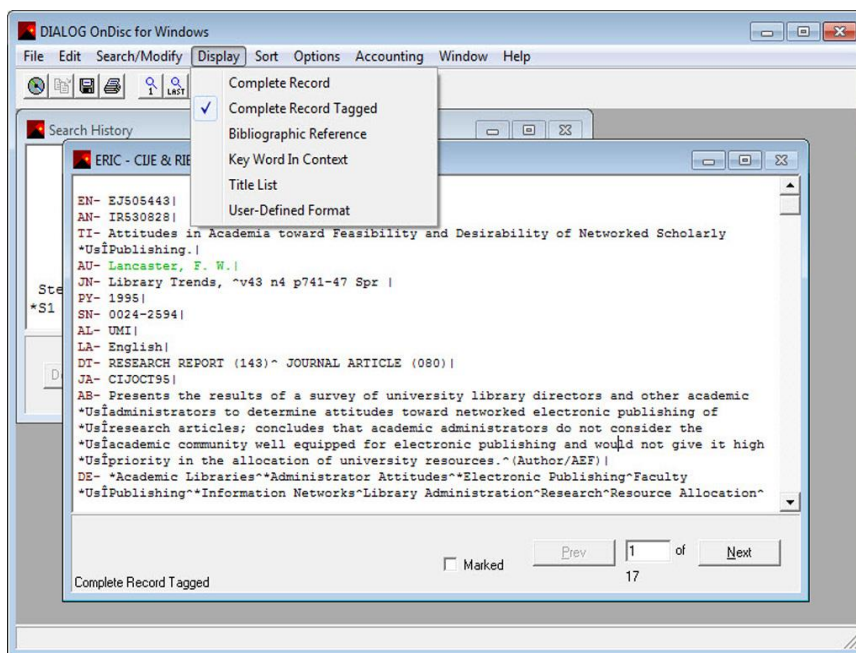 DIALOG OnDisc for Windows
File Edit Search/Modify Display Sort Options Accounting Window Help
1 LAST
Complete Record
Complete Record Tagged
Bibliographic Reference
Key Word In Context
Title List
User-Defined Format
Search History
ERIC - CIJE & RIE
EN- EJ505443|
AN- IR530828|
TI- Attitudes in Academia toward Feasibility and Desirability of Networked Scholarly
*UsÎPublishing.|
AU- Lancaster, F. W.|
JN- Library Trends, ^v43 n4 p741-47 Spr |
PY- 1995|
SN- 0024-2594|
AL- UMI|
LA- English|
DT- RESEARCH REPORT (143)^ JOURNAL ARTICLE (080)|
JA- CIJOCT95|
AB- Presents the results of a survey of university library directors and other academic
*UsÎadministrators to determine attitudes toward networked electronic publishing of
*UsÎresearch articles; concludes that academic administrators do not consider the
*UsÎacademic community well equipped for electronic publishing and would not give it high
*UsÎpriority in the allocation of university resources.^(Author/AEF)|
DE- *Academic Libraries^*Administrator Attitudes^*Electronic Publishing^Faculty
*UsÎPublishing^*Information Networks^Library Administration^Research^Resource Allocation^
Ste
*S1
Marked
Prev 1 of Next
17
Complete Record Tagged